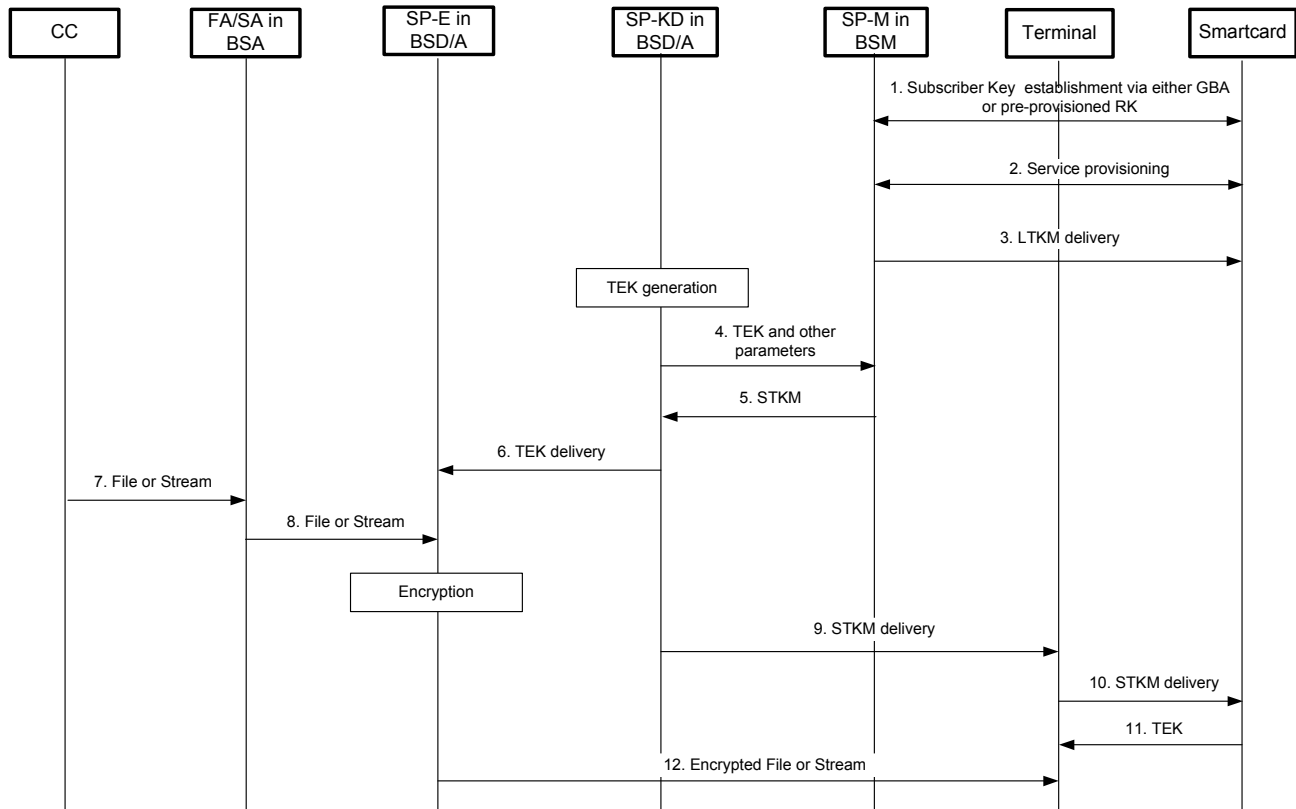 CC
FA/SA in
BSA
SP-E in
BSD/A
SP-KD in
BSD/A
SP-M in
BSM
Terminal
Smartcard
1. Subscriber Key establishment via either GBA
or pre-provisioned RK
2. Service provisioning
3. LTKM delivery
TEK generation
4. TEK and other
parameters
5. STKM
6. TEK delivery
7. File or Stream
8. File or Stream
Encryption
9. STKM delivery
10. STKM delivery
11. TEK
12. Encrypted File or Stream